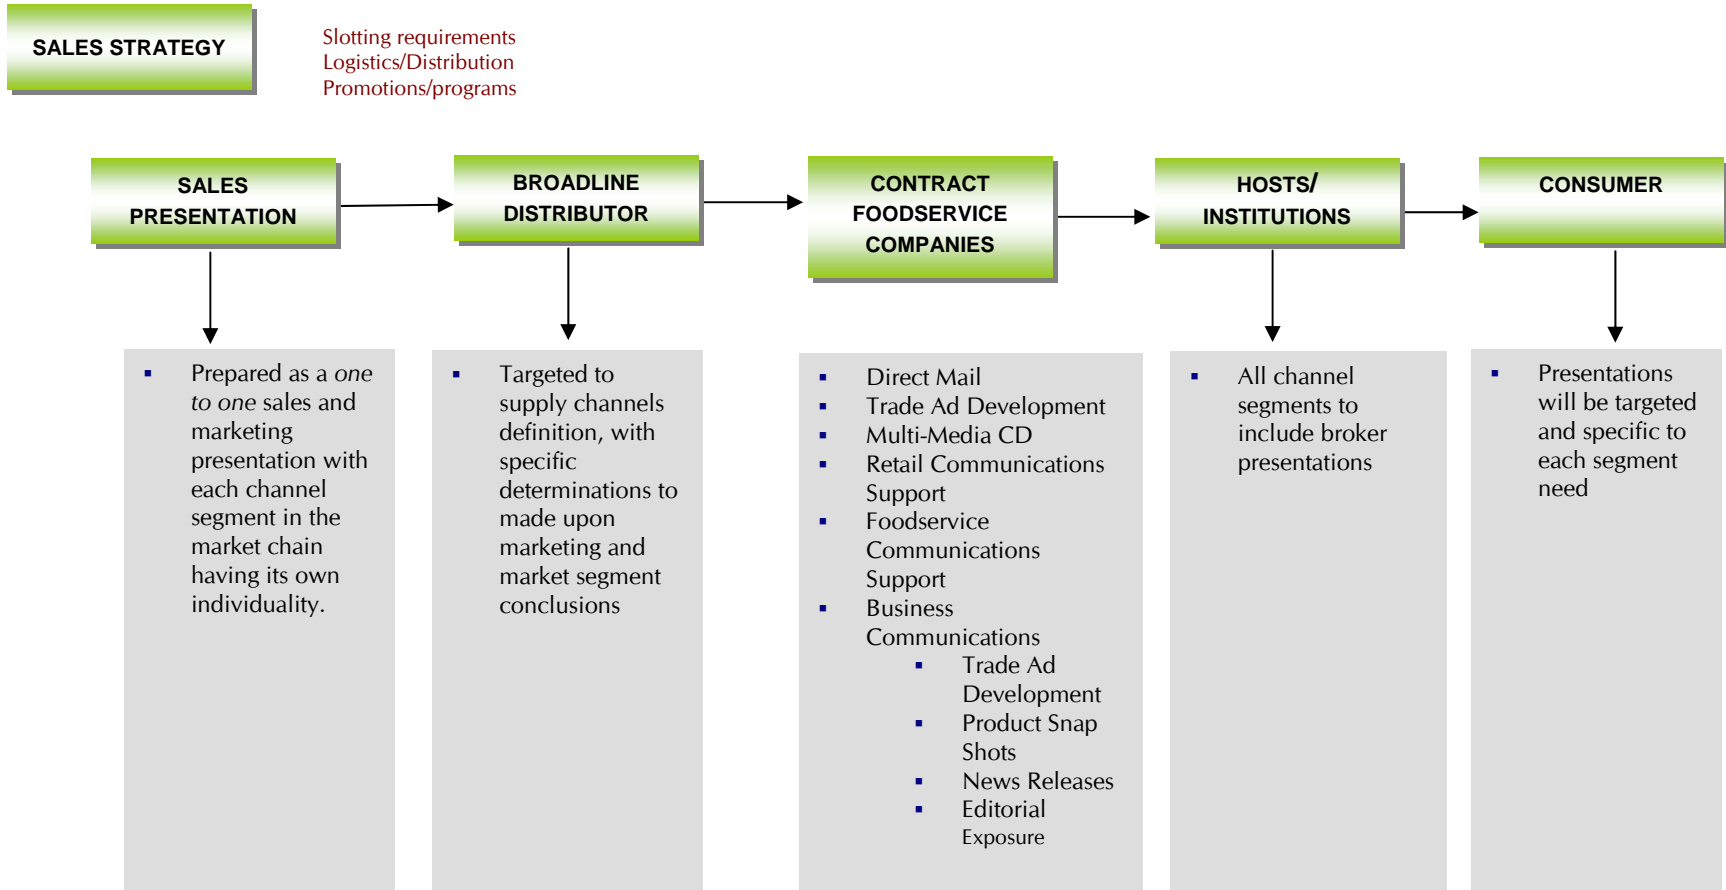 SALES STRATEGY
Slotting requirements
Logistics/Distribution
Promotions/programs
SALES
PRESENTATION
BROADLINE
DISTRIBUTOR
CONTRACT
FOODSERVICE
COMPANIES
HOSTS/
INSTITUTIONS
CONSUMER
▪ Prepared as a one
to one sales and
marketing
presentation with
each channel
segment in the
market chain
having its own
individuality.
▪ Targeted to
supply channels
definition, with
specific
determinations to
made upon
marketing and
market segment
conclusions
▪ Direct Mail
▪ Trade Ad Development
▪ Multi-Media CD
▪ Retail Communications
Support
▪ Foodservice
Communications
Support
▪ Business
Communications
▪ Trade Ad
Development
▪ Product Snap
Shots
▪ News Releases
▪ Editorial
Exposure
▪ All channel
segments to
include broker
presentations
▪ Presentations
will be targeted
and specific to
each segment
need